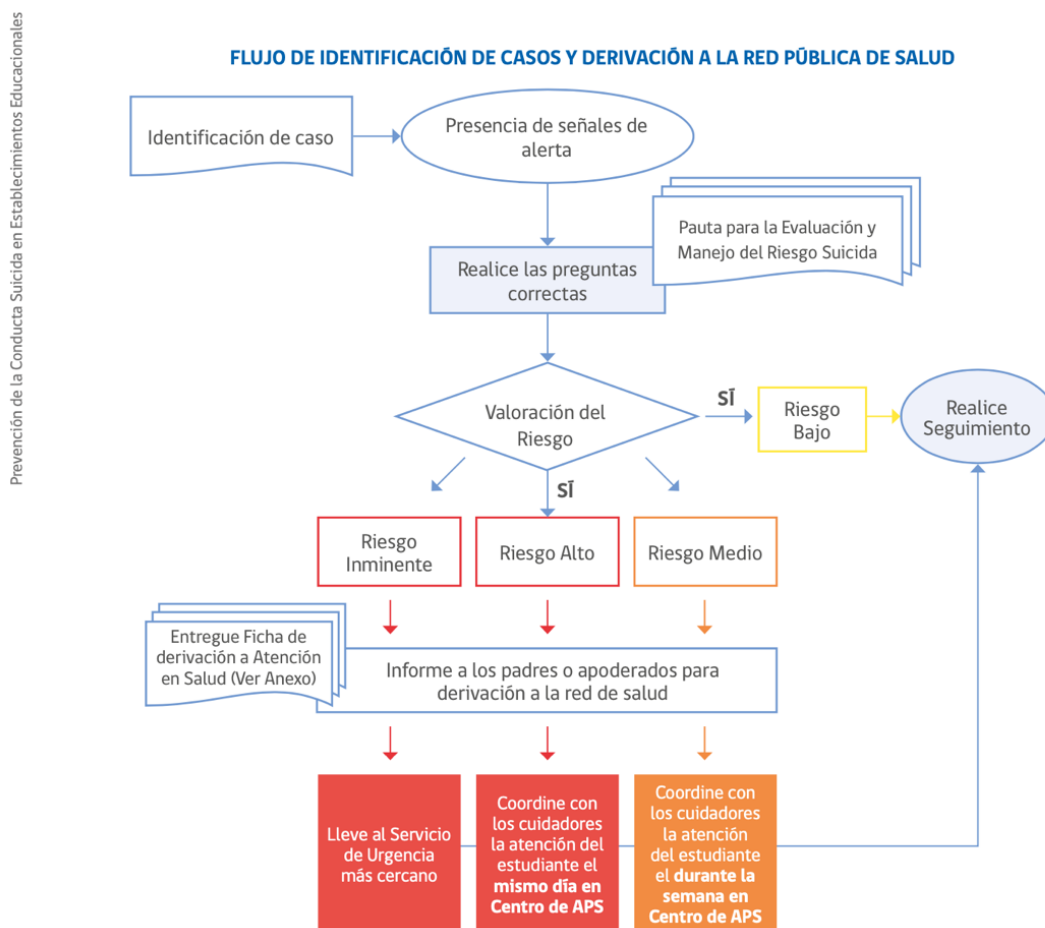 Prevención de la Conducta Suicida en Establecimientos Educacionales
FLUJO DE IDENTIFICACIÓN DE CASOS Y DERIVACIÓN A LA RED PÚBLICA DE SALUD
Identificación de caso
Presencia de señales de
alerta
Pauta para la Evaluación y
Manejo del Riesgo Suicida
Realice las preguntas
correctas
Valoración del
Riesgo
SÍ
Riesgo
Bajo
Realice
Seguimiento
SÍ
Riesgo
Inminente
Riesgo Alto
Riesgo Medio
Entregue Ficha de
derivación a Atención
en Salud (Ver Anexo)
Informe a los padres o apoderados para
derivación a la red de salud
Lleve al Servicio
de Urgencia
más cercano
Coordine con
los cuidadores
la atención del
estudiante el
mismo día en
Centro de APS
Coordine con
los cuidadores
la atención
del estudiante
el durante la
semana en
Centro de APS